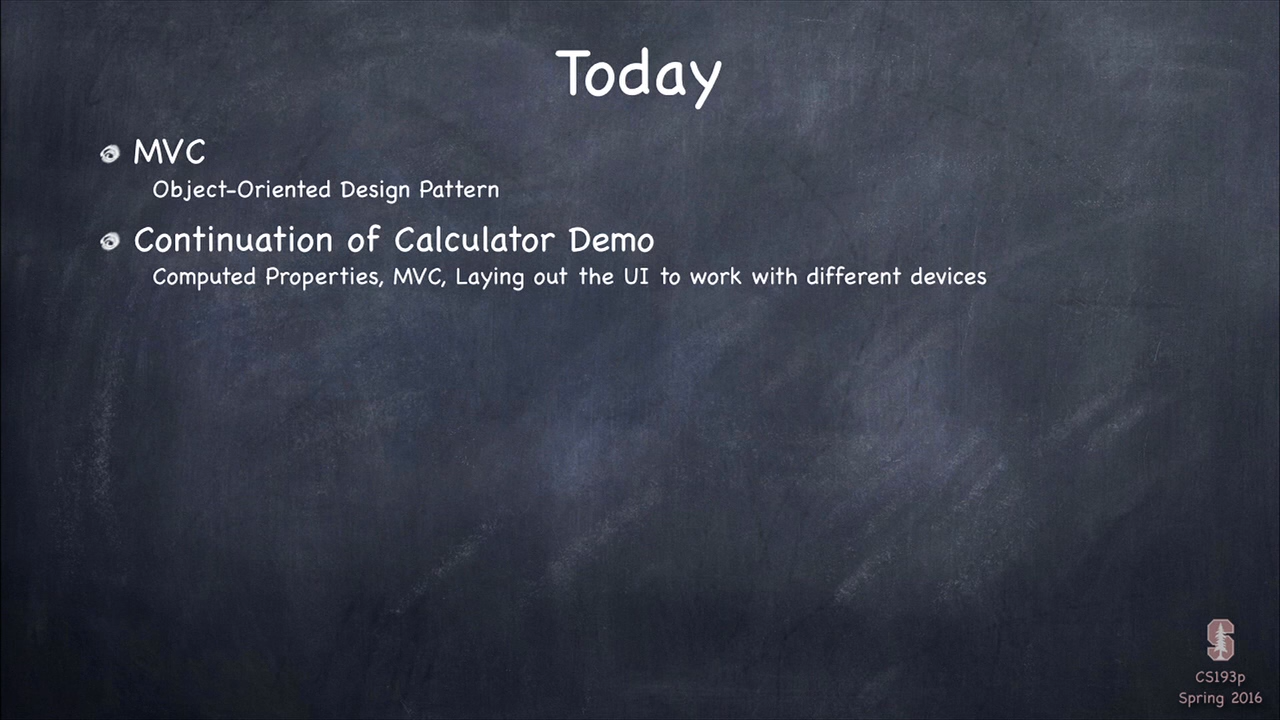 Today
MVC
Object-Oriented Design Pattern
Continuation of Calculator Demo
Computed Properties, MVC, Laying out the UI to work with different devices
S
CS193p
Spring 2016